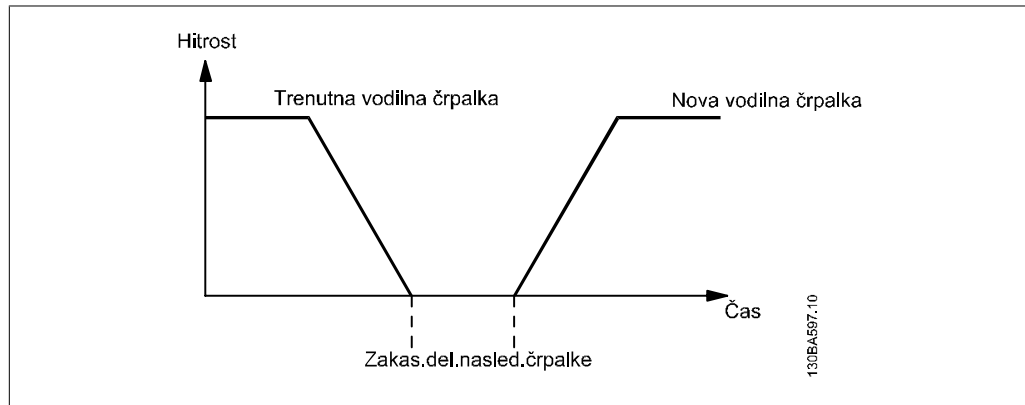 Hitrost
Trenutna vodilna črpalka
Nova vodilna črpalka
Čas
Zakas.del.nasled.črpalke
130BA597.10